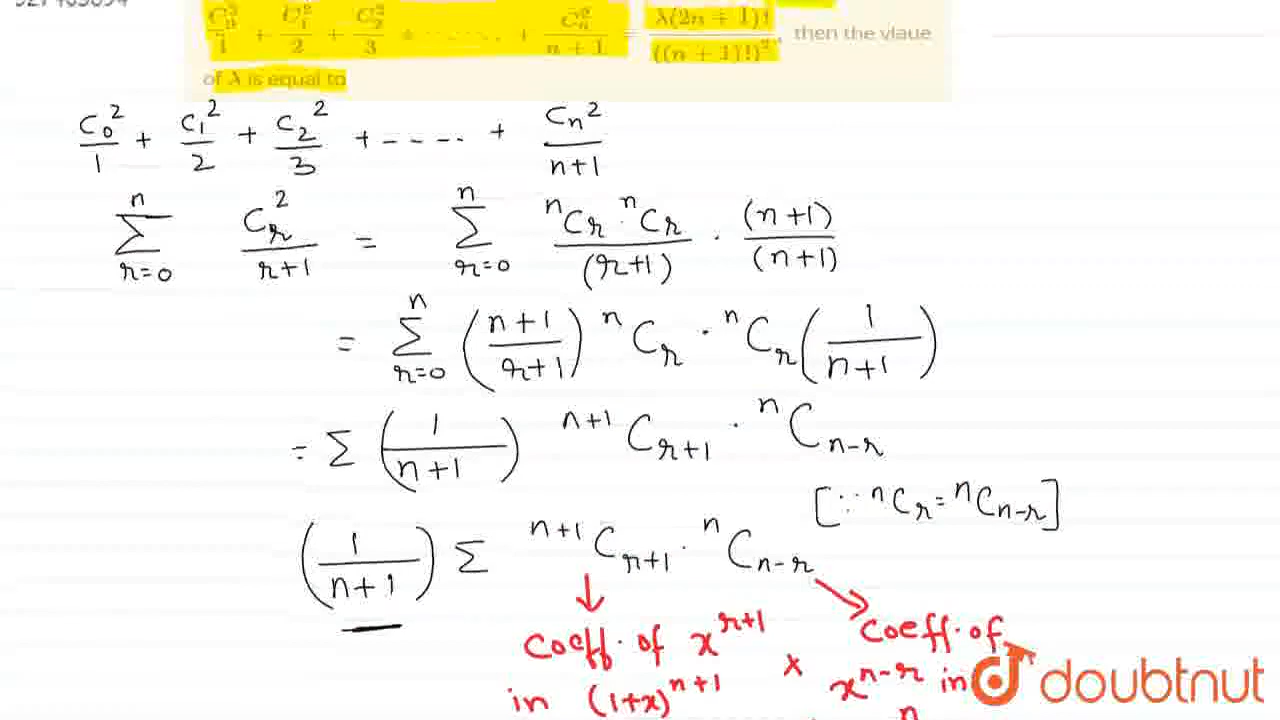 C₀²/1 + C₁²/2 + C₂²/3 + ....... + Cₙ²/(n + 1) = λ(2n + 1)!/((n + 1)!)², then the vlaue
of λ is equal to
C₀²/1 + C₁²/2 + C₂²/3 + ---.. + Cₙ²/(n+1)
∑_{r=0}^{n} C_r²/(r+1) = ∑_{r=0}^{n} (ⁿC_r · ⁿC_r)/(r+1) · (n+1)/(n+1)
= ∑_{r=0}^{n} ((n+1)/(r+1)) ⁿC_r · ⁿC_r (1/(n+1))
= ∑ (1/(n+1)) ⁿ⁺¹C_{r+1} · ⁿC_{n-r}
[∵ ⁿC_r = ⁿC_{n-r}]
(1/(n+1)) ∑ ⁿ⁺¹C_{r+1} · ⁿC_{n-r}
coeff. of x^{r+1} × coeff. of
in (1+x)^{n+1} x^{n-r} in
n
doubtnut